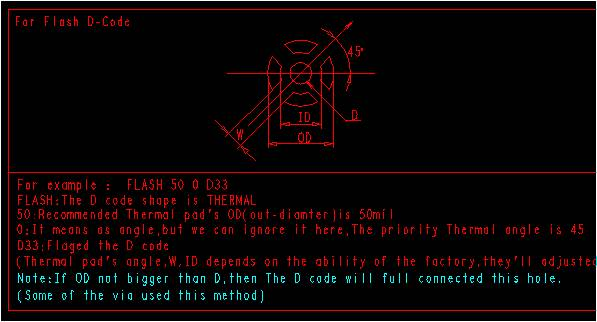 For Flash D-Code
45°
D
ID
W
OD
For example : FLASH 50 0 D33
FLASH:The D code shape is THERMAL
50:Recommended Thermal pad's OD(out-diamter)is 50mil
0:It means as angle,but we can ignore it here,The priority Thermal angle is 45
D33:Flaged the D code
(Thermal pad's angle,W,ID depends on the ability of the factory,they'll adjusted
Note:If OD not bigger than D,then The D code will full connected this hole.
(Some of the via used this method)